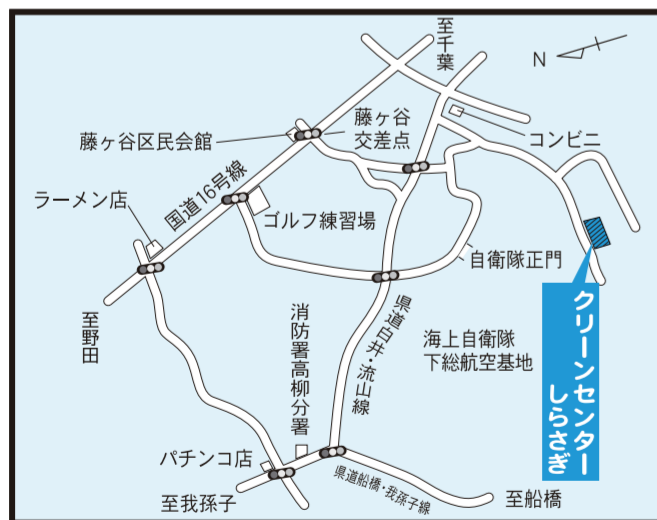 至千葉
N
藤ヶ谷区民会館
藤ヶ谷
交差点
コンビニ
ラーメン店
国道16号線
ゴルフ練習場
自衛隊正門
至野田
消防署高柳分署
県道白井・流山線
海上自衛隊
下総航空基地
クリーンセンター
しらさぎ
パチンコ店
至我孫子
県道船橋・我孫子線
至船橋